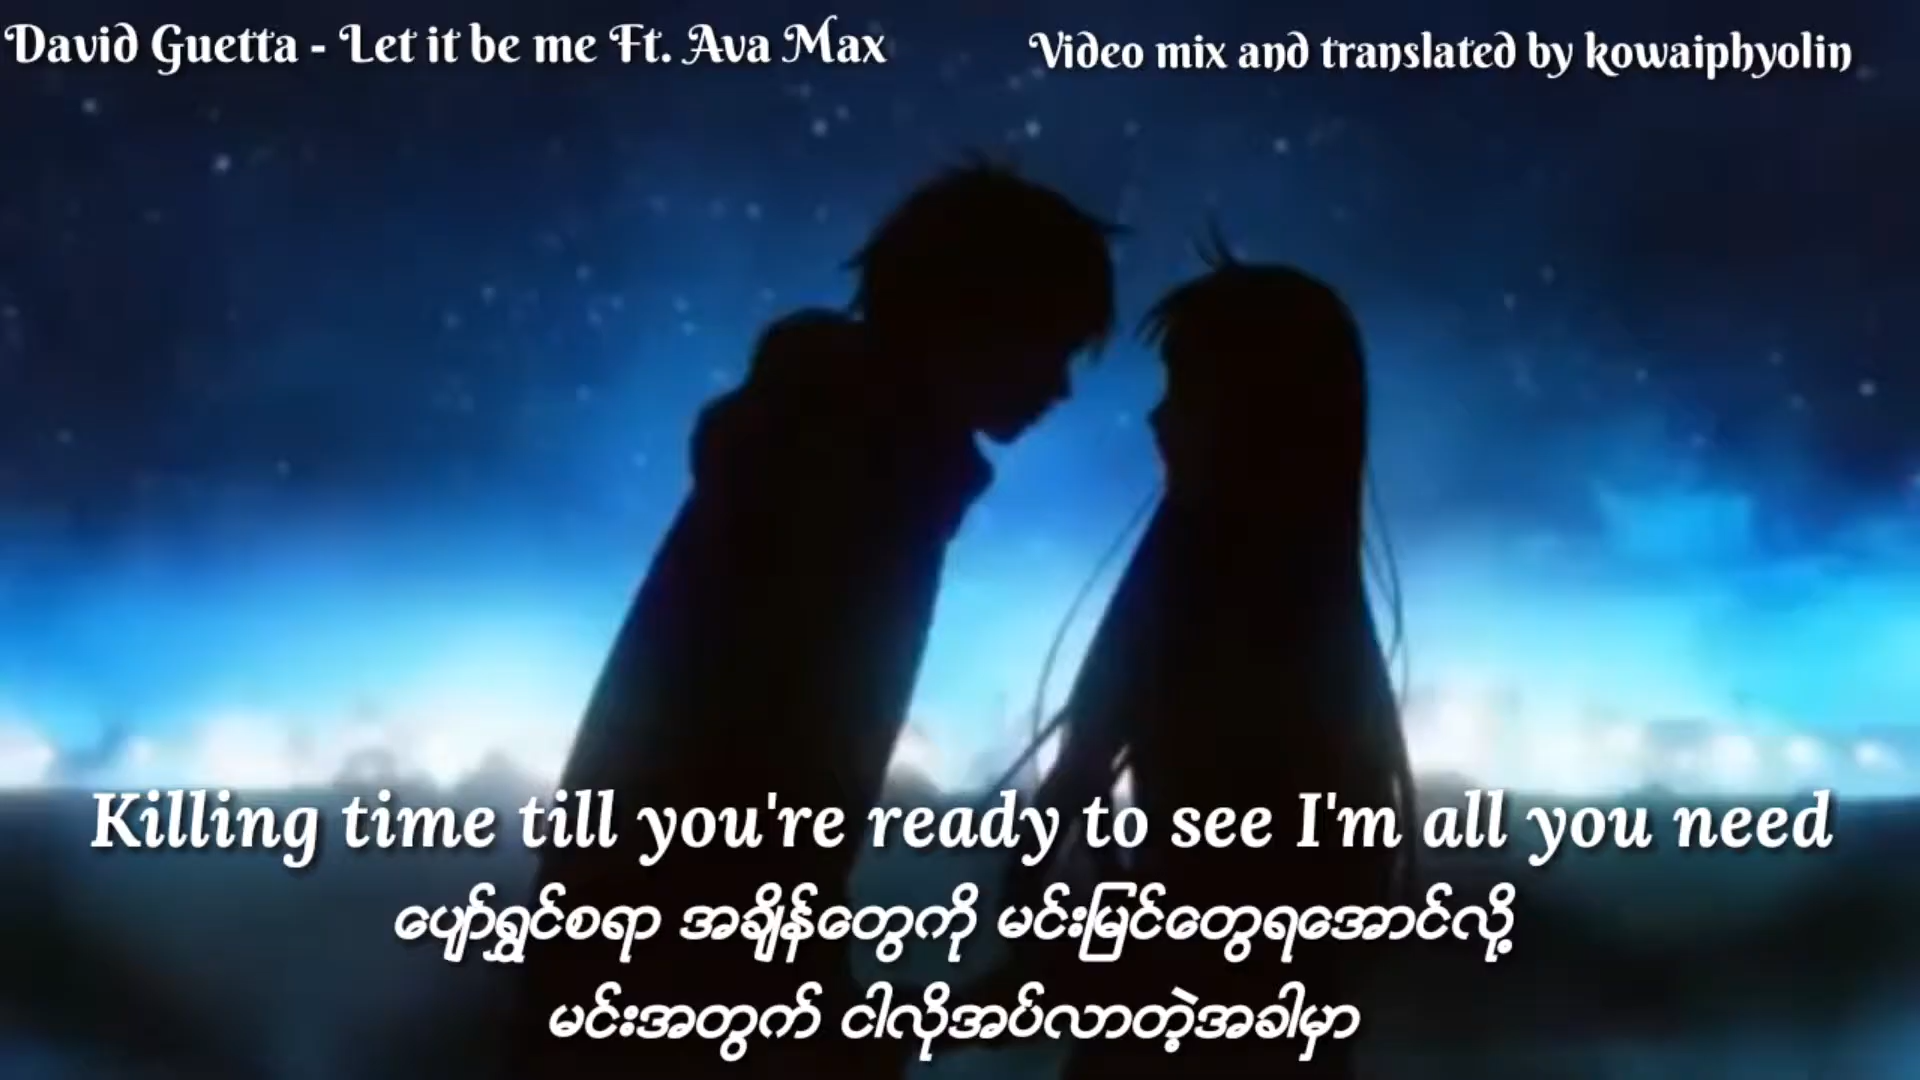 David Guetta - Let it be me Ft. Ava Max
Video mix and translated by kowaiphyolin
Killing time till you're ready to see I'm all you need
ပျော်ရွှင်စရာ အချိန်တွေကို မင်းမြင်တွေရအောင်လို့
မင်းအတွက် ငါလိုအပ်လာတဲ့အခါမှာ